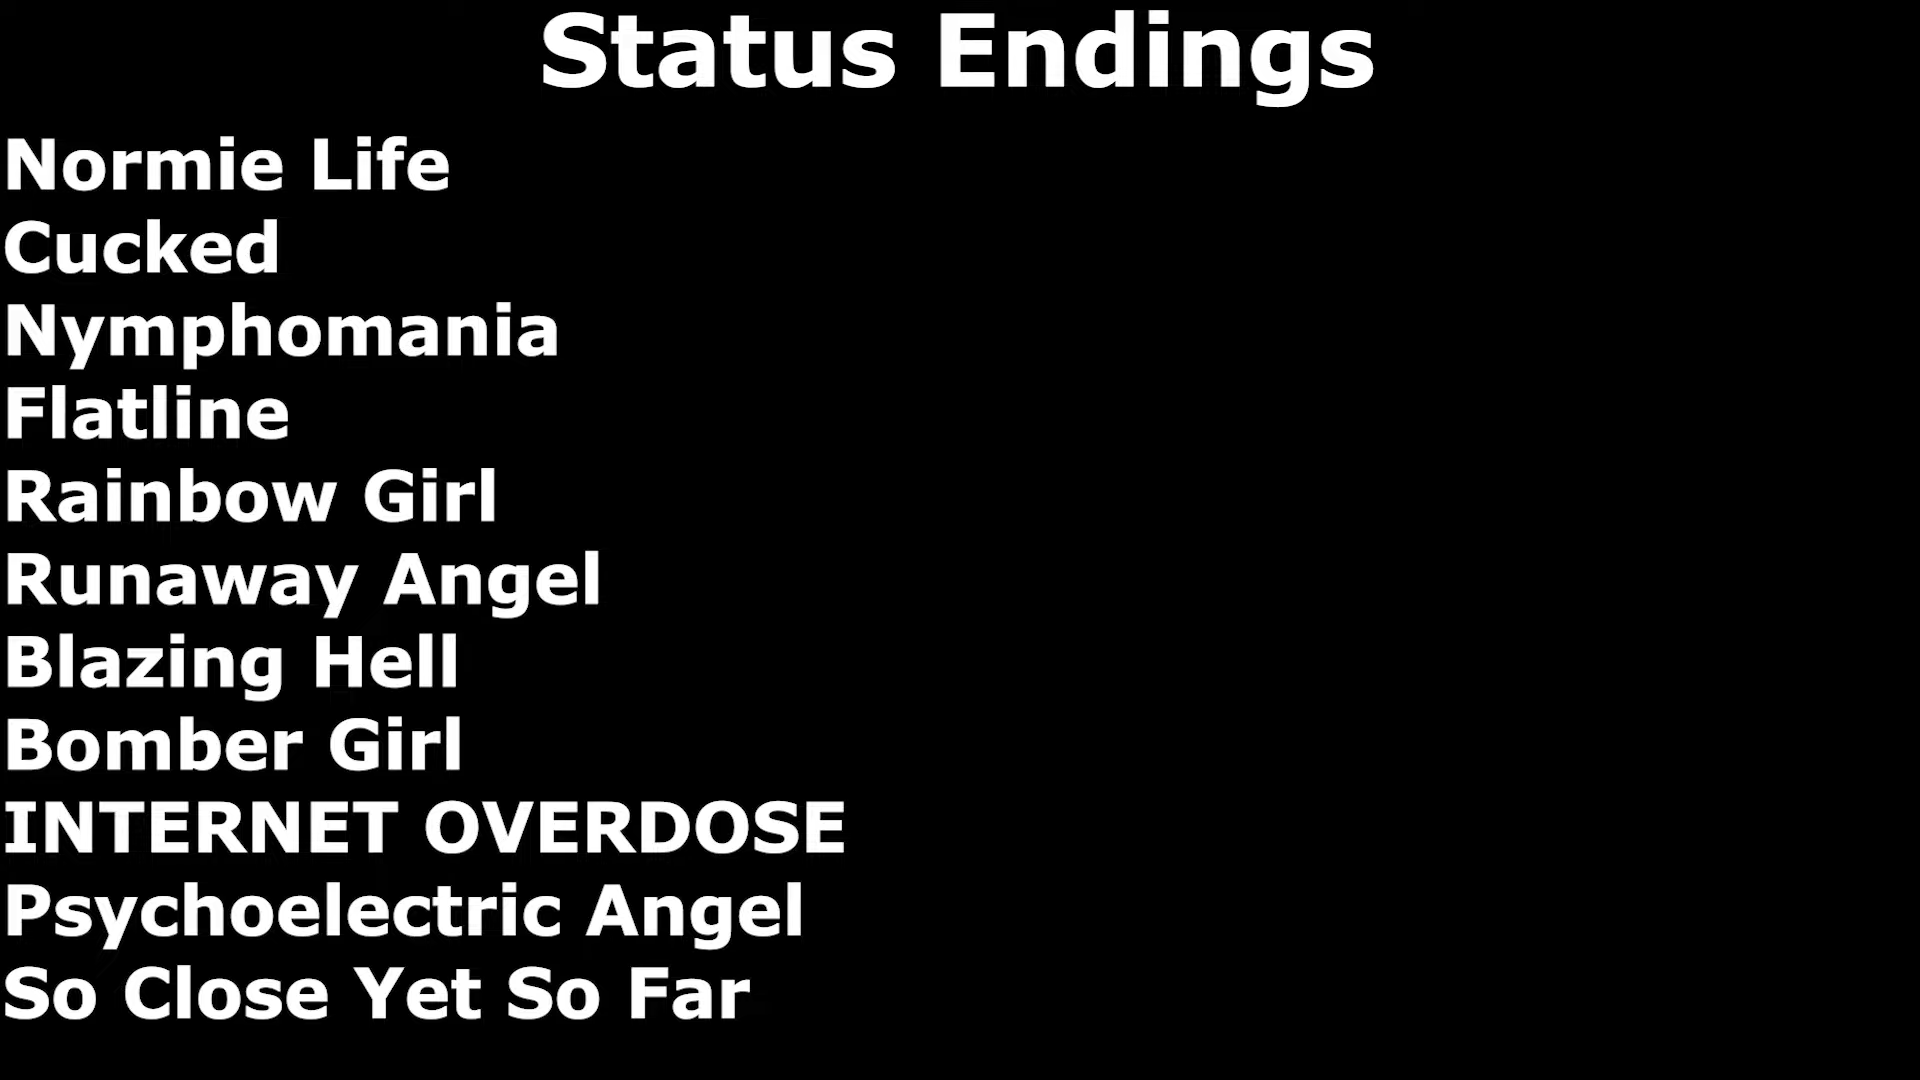 Status Endings
Normie Life
Cucked
Nymphomania
Flatline
Rainbow Girl
Runaway Angel
Blazing Hell
Bomber Girl
INTERNET OVERDOSE
Psychoelectric Angel
So Close Yet So Far